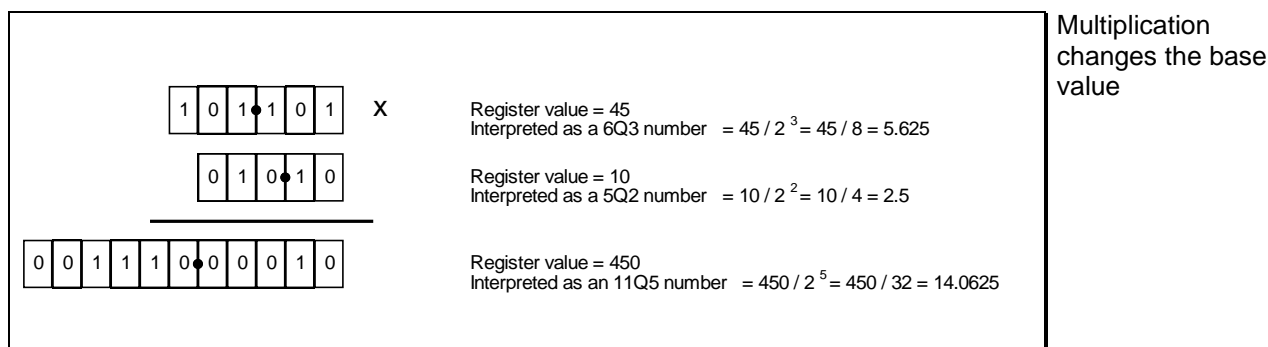 Multiplication
changes the base
value
1 0 1 1 0 1 x
Register value = 45
Interpreted as a 6Q3 number = 45 / 2 3 = 45 / 8 = 5.625
0 1 0 1 0
Register value = 10
Interpreted as a 5Q2 number = 10 / 2 2 = 10 / 4 = 2.5
0 0 1 1 1 0 0 0 0 1 0
Register value = 450
Interpreted as an 11Q5 number = 450 / 2 5 = 450 / 32 = 14.0625